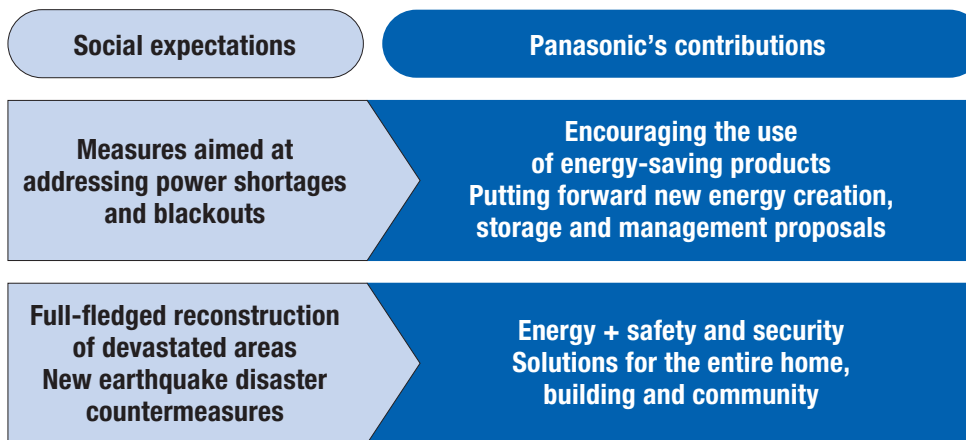 Social expectations
Panasonic's contributions
Measures aimed at
addressing power shortages
and blackouts
Encouraging the use
of energy-saving products
Putting forward new energy creation,
storage and management proposals
Full-fledged reconstruction
of devastated areas
New earthquake disaster
countermeasures
Energy + safety and security
Solutions for the entire home,
building and community